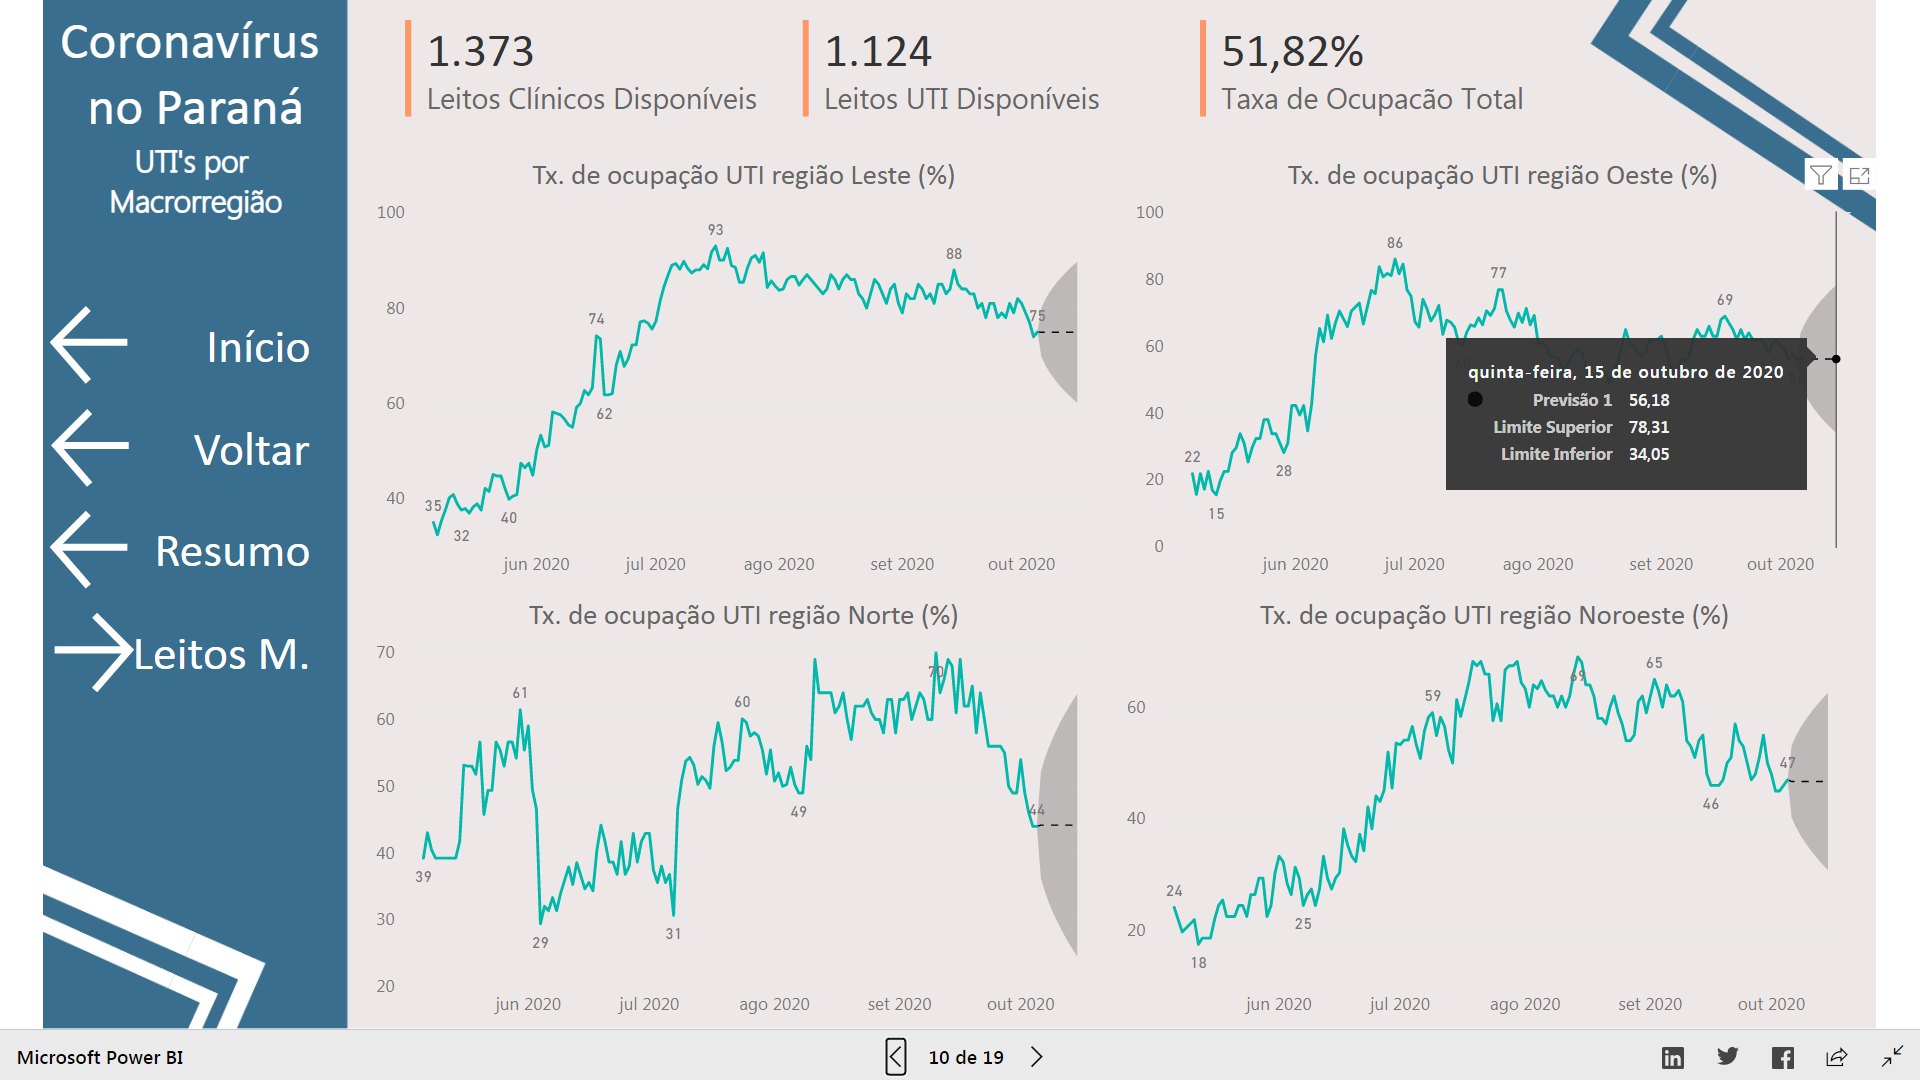 Coronavírus
no Paraná
UTI's por
Macrorregião
Início
Voltar
Resumo
Leitos M.
1.373
Leitos Clínicos Disponíveis
1.124
Leitos UTI Disponíveis
51,82%
Taxa de Ocupacão Total
Tx. de ocupação UTI região Leste (%)
100
80
60
40
35
32
40
74
62
93
88
75
jun 2020
jul 2020
ago 2020
set 2020
out 2020
Tx. de ocupação UTI região Oeste (%)
100
80
60
40
20
0
22
15
28
86
77
69
quinta-feira, 15 de outubro de 2020
Previsão 1 56,18
Limite Superior 78,31
Limite Inferior 34,05
jun 2020
jul 2020
ago 2020
set 2020
out 2020
Tx. de ocupação UTI região Norte (%)
70
60
50
40
30
20
39
61
29
31
60
49
70
44
jun 2020
jul 2020
ago 2020
set 2020
out 2020
Tx. de ocupação UTI região Noroeste (%)
60
40
20
24
18
25
59
69
65
46
47
jun 2020
jul 2020
ago 2020
set 2020
out 2020
Microsoft Power BI
10 de 19